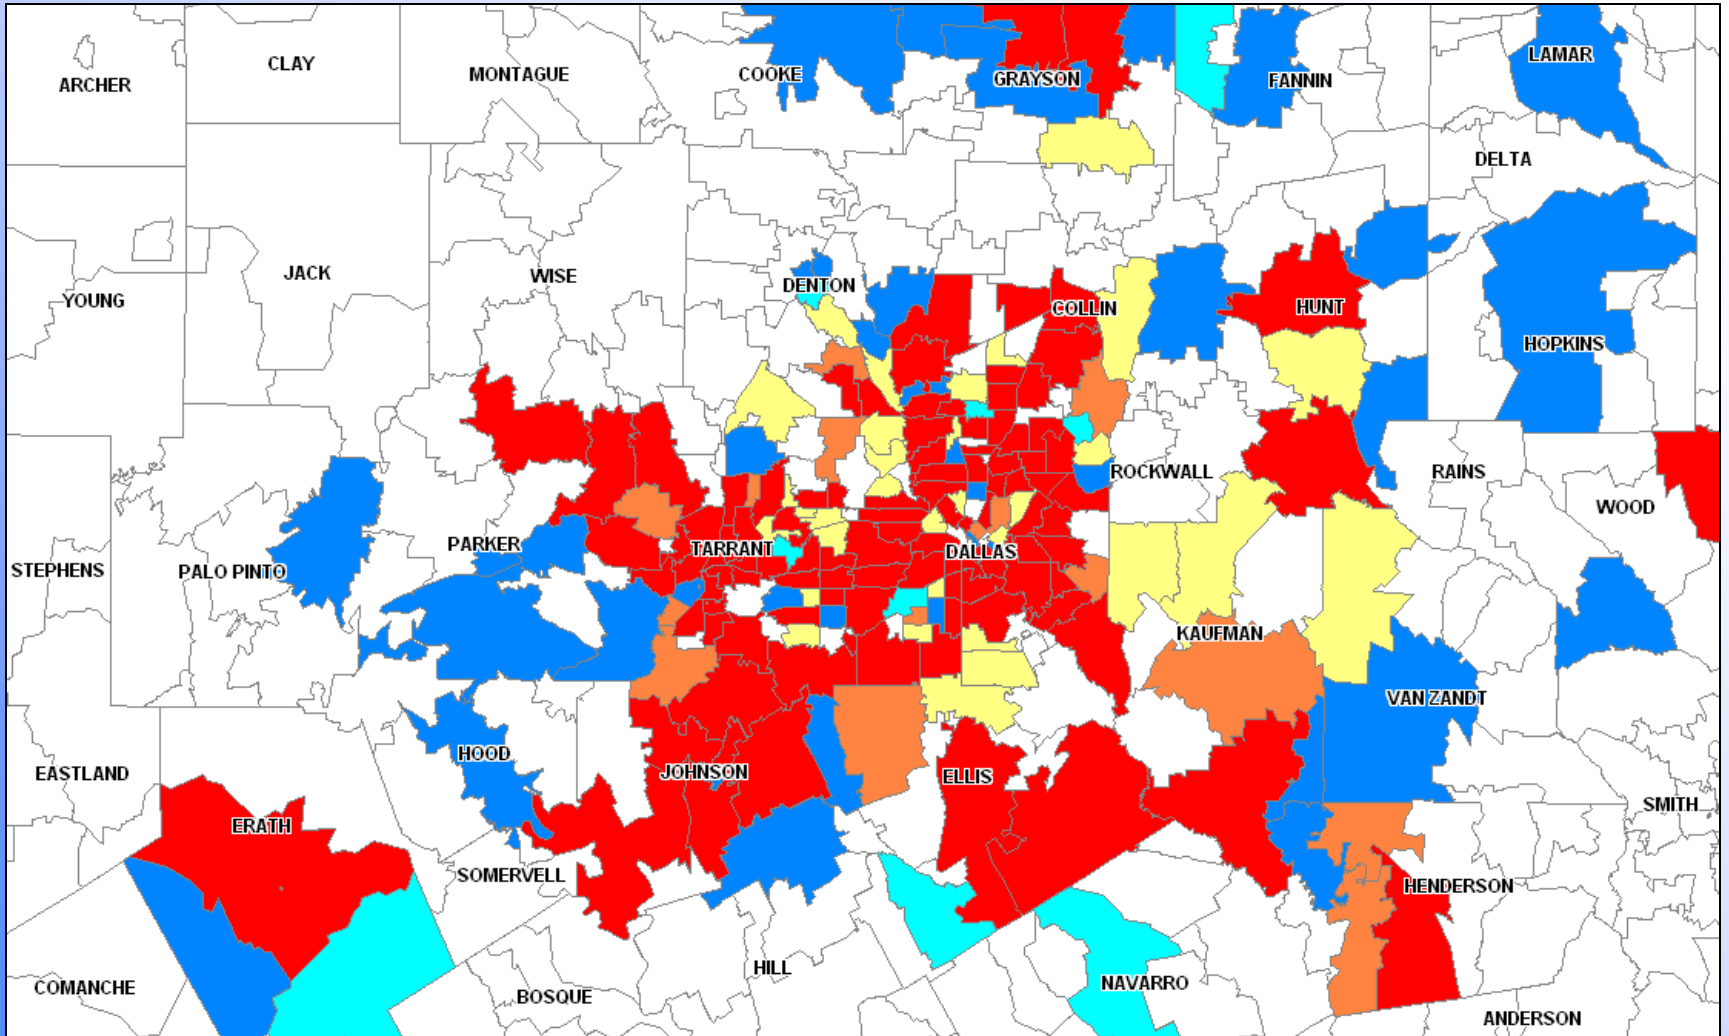 LAMAR
CLAY
MONTAGUE
COOKE
GRAYSON
FANNIN
ARCHER
DELTA
JACK
WISE
DENTON
YOUNG
COLLIN
HUNT
HOPKINS
ROCKWALL
RAINS
WOOD
PARKER
TARRANT
DALLAS
STEPHENS
PALO PINTO
KAUFMAN
VAN ZANDT
HOOD
EASTLAND
JOHNSON
ELLIS
SMITH
ERATH
SOMERVELL
HENDERSON
HILL
COMANCHE
BOSQUE
NAVARRO
ANDERSON